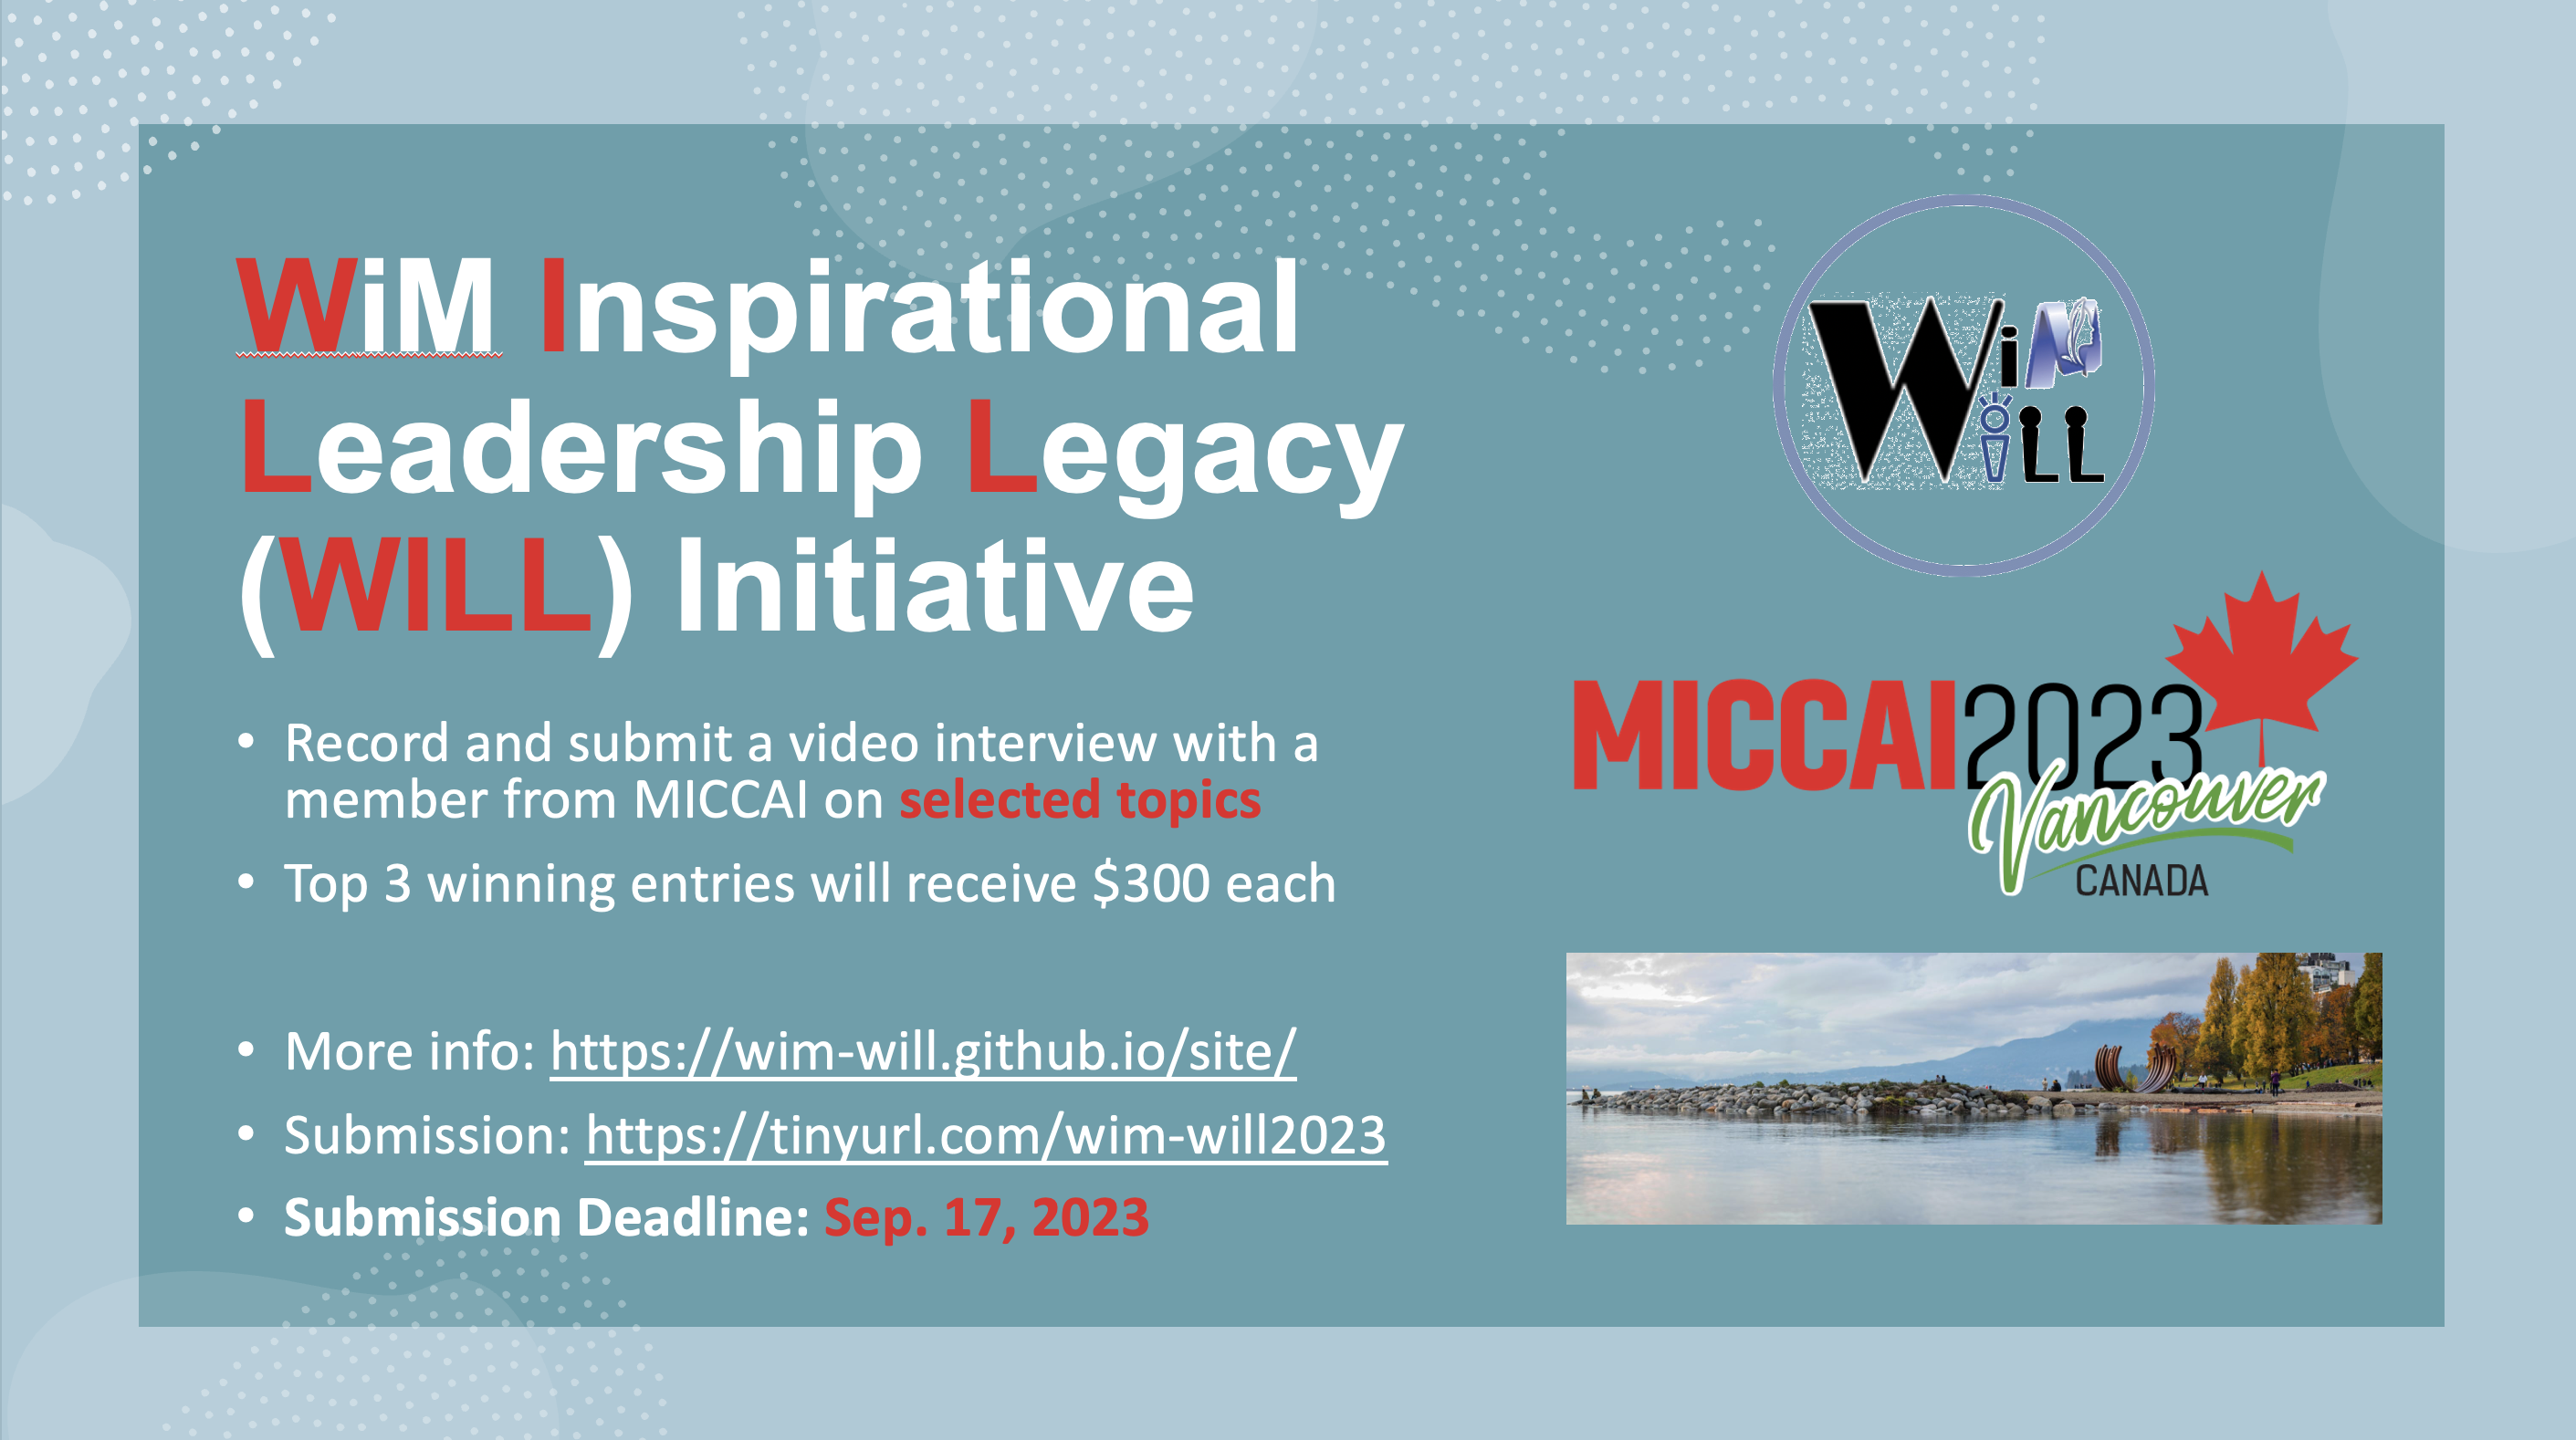 WiM Inspirational
Leadership Legacy
(WILL) Initiative
• Record and submit a video interview with a
member from MICCAI on selected topics
• Top 3 winning entries will receive $300 each
• More info: https://wim-will.github.io/site/
• Submission: https://tinyurl.com/wim-will2023
• Submission Deadline: Sep. 17, 2023
WiM
WILL
MICCAI2023
Vancouver
CANADA